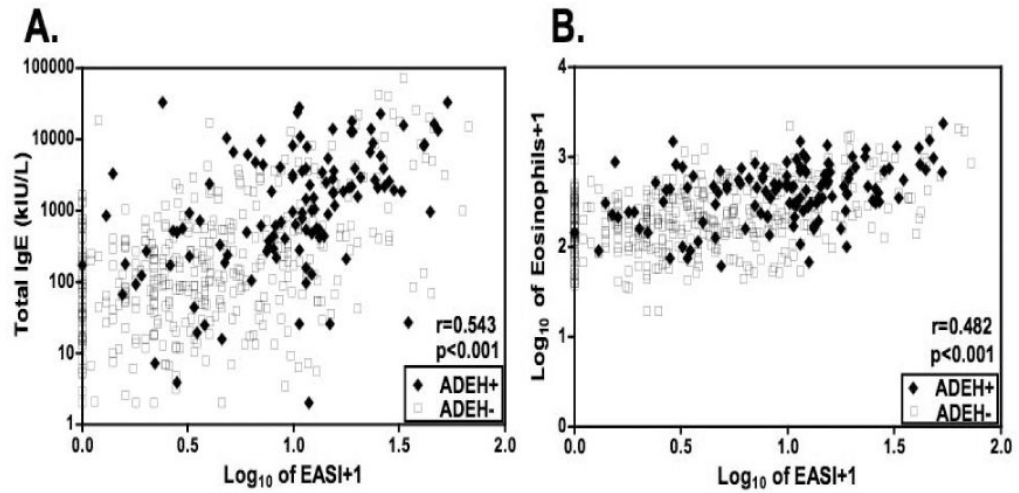 A.
100000
10000
1000
100
10
1
Total IgE (kIU/L)
r=0.543
p<0.001
ADEH+
ADEH-
0.0 0.5 1.0 1.5 2.0
Log10 of EASI+1
B.
4
3
2
1
0
Log10 of Eosinophils+1
r=0.482
p<0.001
ADEH+
ADEH-
0.0 0.5 1.0 1.5 2.0
Log10 of EASI+1